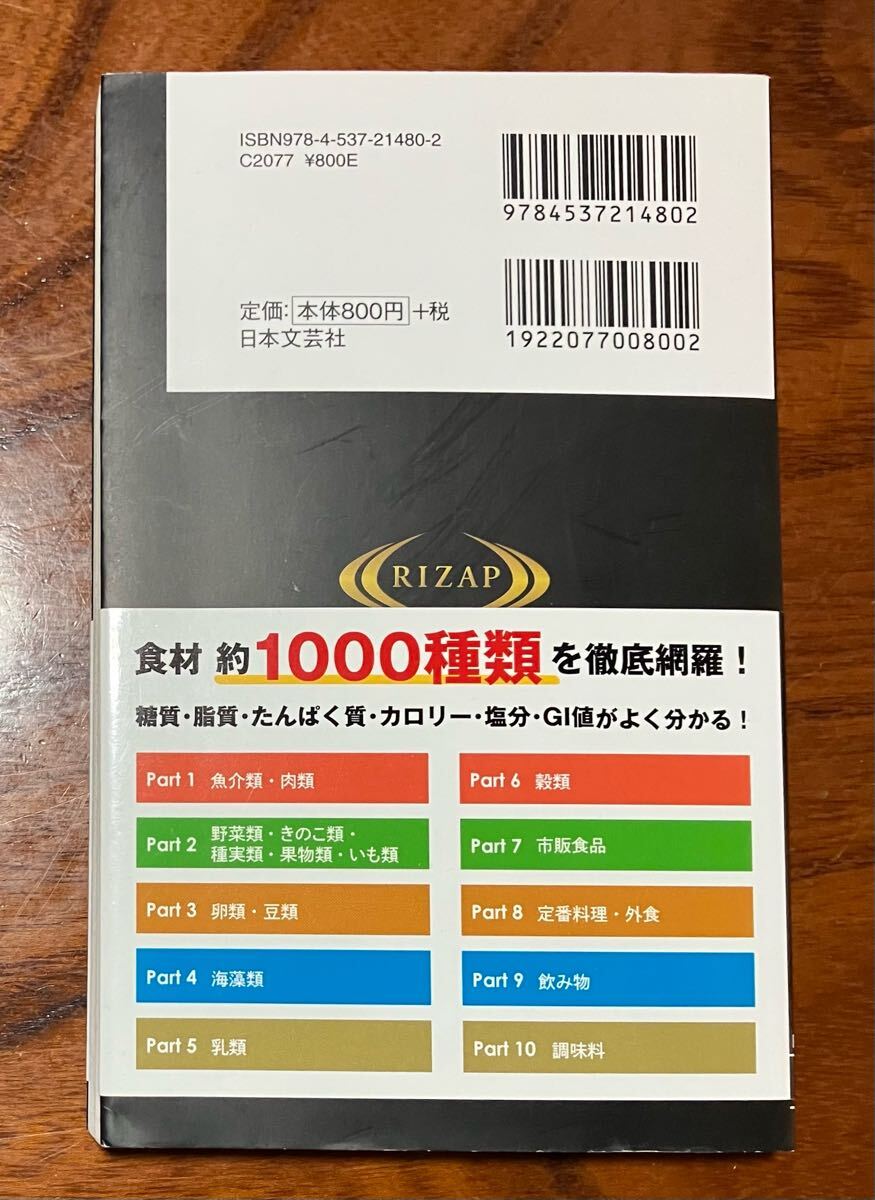 ISBN978-4-537-21480-2
C2077 ¥800E
9784537214802
定価:本体800円+税
日本文芸社
1922077008002
RIZAP
食材 約1000種類を徹底網羅!
糖質・脂質・たんぱく質・カロリー・塩分・GI値がよく分かる!
Part 1 魚介類・肉類
Part 2 野菜類・きのこ類・
種実類・果物類・いも類
Part 3 卵類・豆類
Part 4 海藻類
Part 5 乳類
Part 6 穀類
Part 7 市販食品
Part 8 定番料理・外食
Part 9 飲み物
Part 10 調味料